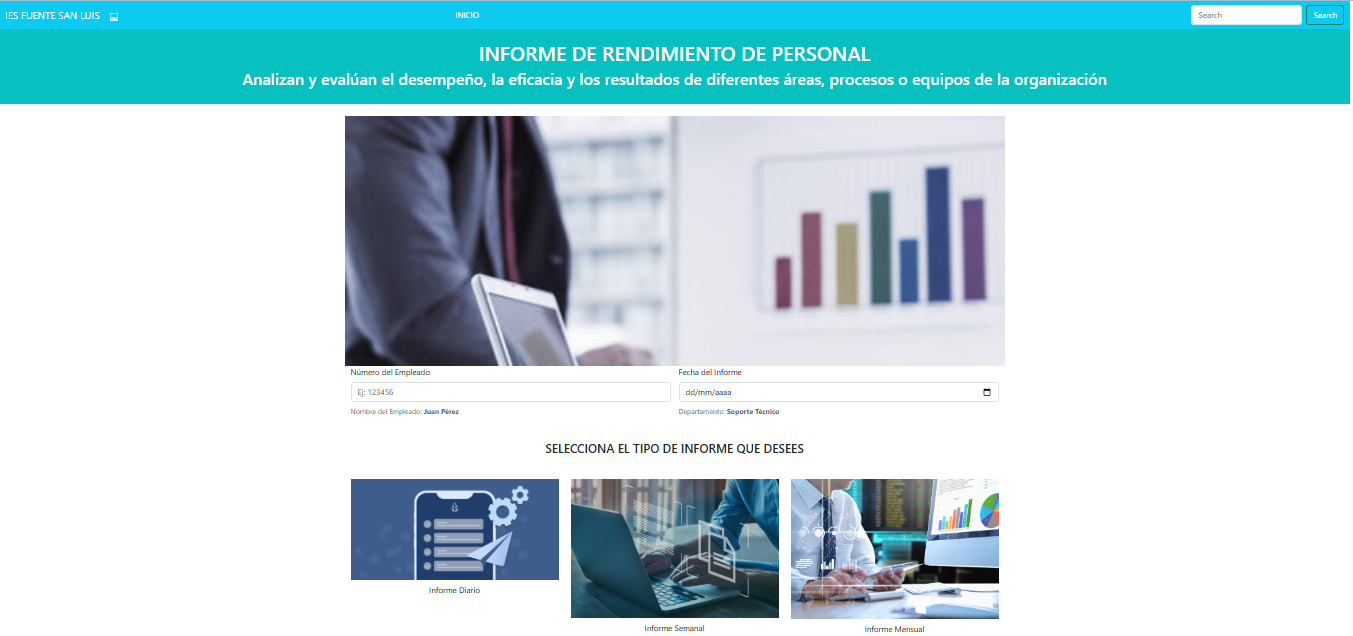 IES FUENTE SAN LUIS
INICIO
Search
Search
INFORME DE RENDIMIENTO DE PERSONAL
Analizan y evalúan el desempeño, la eficacia y los resultados de diferentes áreas, procesos o equipos de la organización
Número del Empleado
Fecha del Informe
Ej: 123456
dd/mm/aaaa
Nombre del Empleado: Juan Pérez
Departamento: Soporte Técnico
SELECCIONA EL TIPO DE INFORME QUE DESEES
Informe Diario
Informe Semanal
Informe Mensual